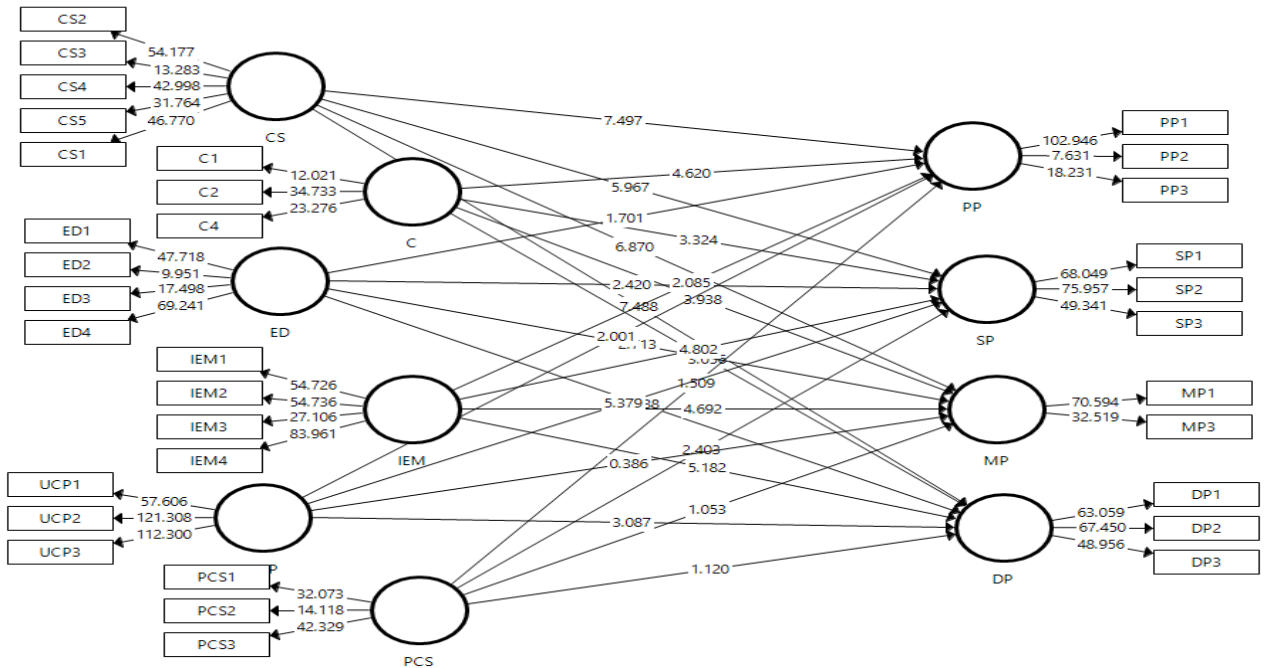 CS2
54.177
CS3
13.283
CS4
42.998
CS5
31.764
46.770
CS1
CS
C1
12.021
C2
34.733
23.276
C4
C
ED1
47.718
ED2
9.951
ED3
17.498
69.241
ED4
ED
IEM1
54.726
IEM2
54.736
IEM3
27.106
83.961
IEM4
IEM
UCP1
57.606
UCP2
121.308
112.300
UCP3
P
PCS1
32.073
PCS2
14.118
42.329
PCS3
PCS
7.497
4.620
5.967
1.701
3.324
6.870
2.420
2.085
3.938
7.488
2.001
4.802
1.509
5.379
4.692
2.403
0.386
5.182
1.053
3.087
1.120
PP1
102.946
7.631
PP2
18.231
PP3
PP
SP1
68.049
SP2
75.957
49.341
SP3
SP
MP1
70.594
32.519
MP3
MP
DP1
63.059
67.450
DP2
48.956
DP3
DP